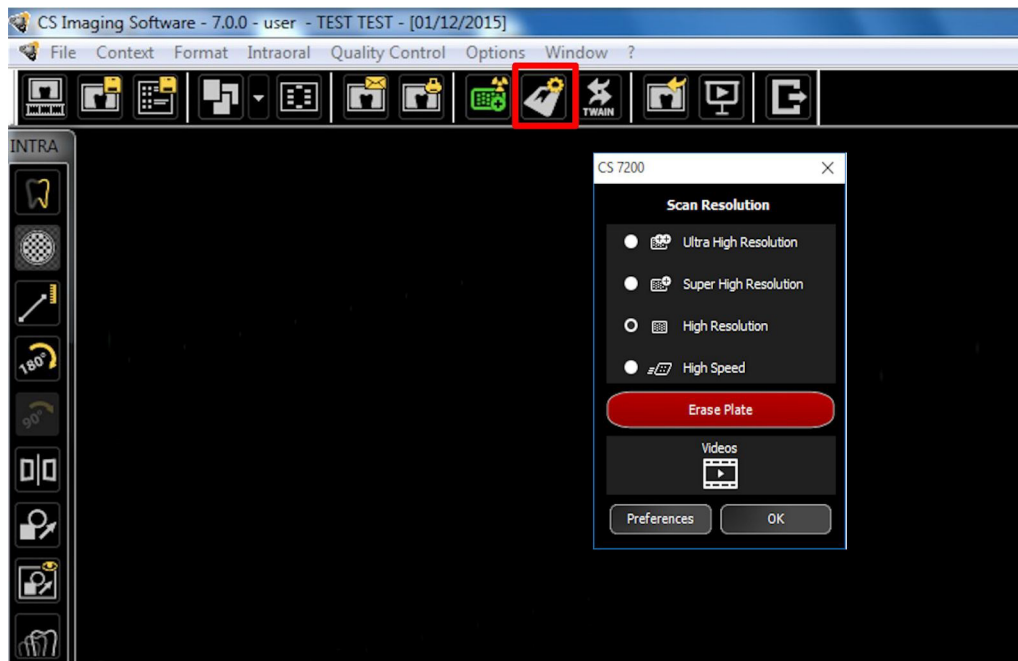 CS Imaging Software - 7.0.0 - user - TEST TEST - [01/12/2015]
File Context Format Intraoral Quality Control Options Window ?
TWAIN
INTRA
180°
90°
CS 7200
Scan Resolution
Ultra High Resolution
Super High Resolution
High Resolution
High Speed
Erase Plate
Videos
Preferences OK